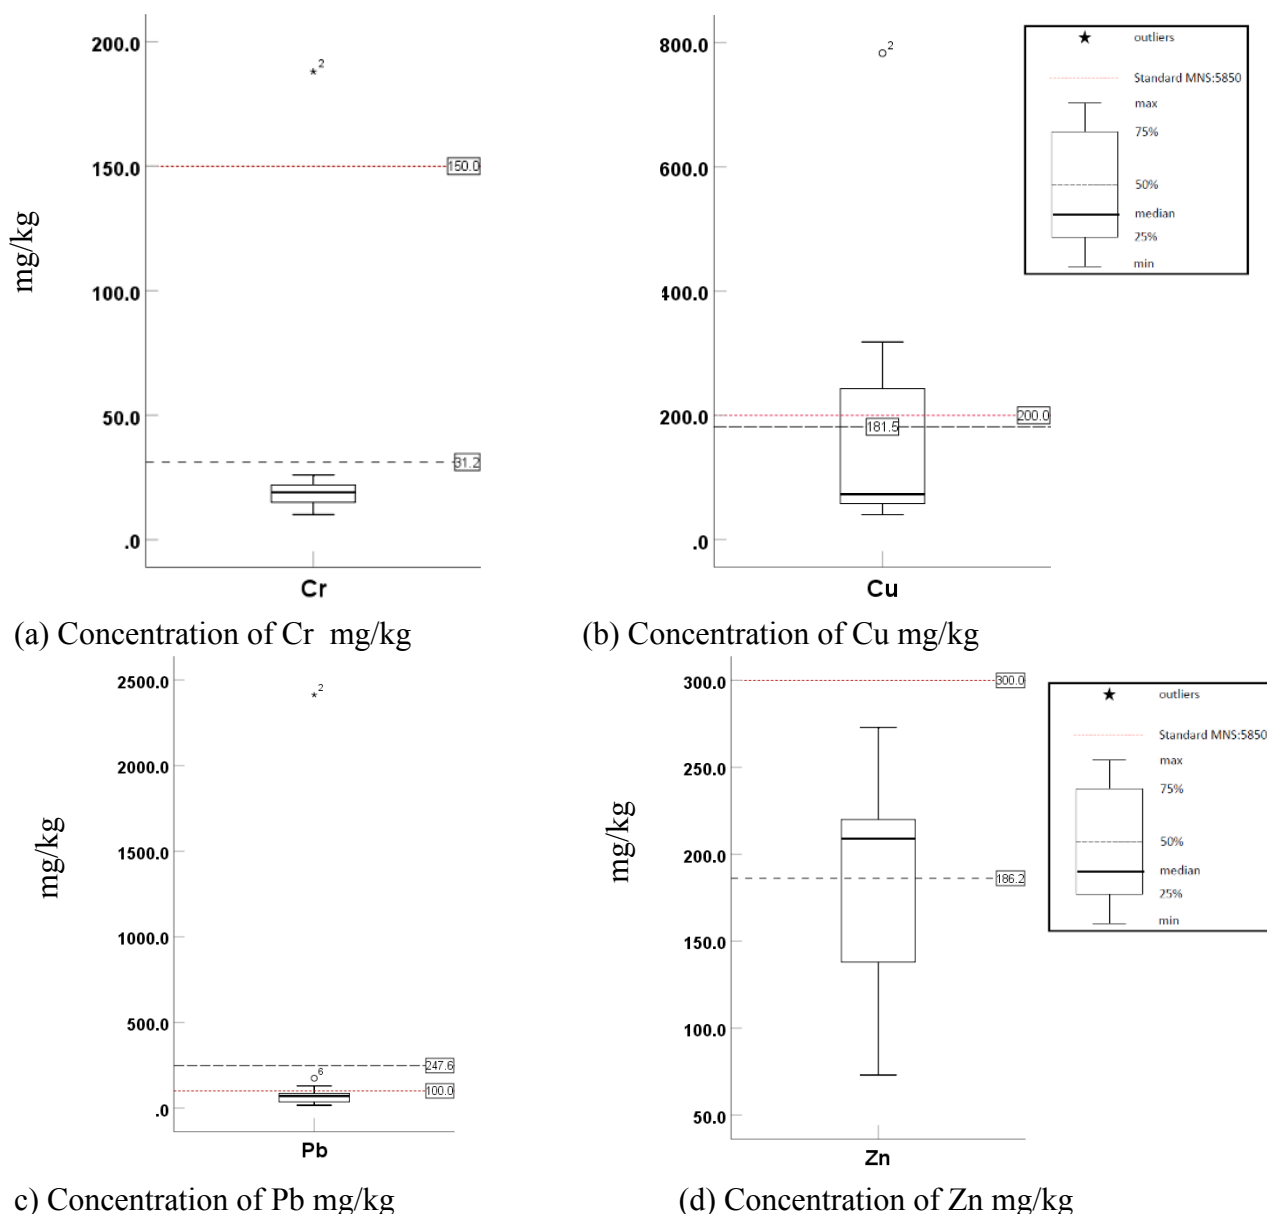 200.0
2
150.0
150.0
mg/kg
100.0
50.0
31.2
.0
Cr
(a) Concentration of Cr mg/kg
800.0
2
600.0
400.0
200.0
200.0
181.5
.0
Cu
(b) Concentration of Cu mg/kg
outliers
Standard MNS:5850
max
75%
50%
median
25%
min
2500.0
2
2000.0
1500.0
mg/kg
1000.0
500.0
247.6
6
100.0
.0
Pb
c) Concentration of Pb mg/kg
300.0
300.0
250.0
mg/kg
200.0
186.2
150.0
100.0
50.0
Zn
(d) Concentration of Zn mg/kg
outliers
Standard MNS:5850
max
75%
50%
median
25%
min